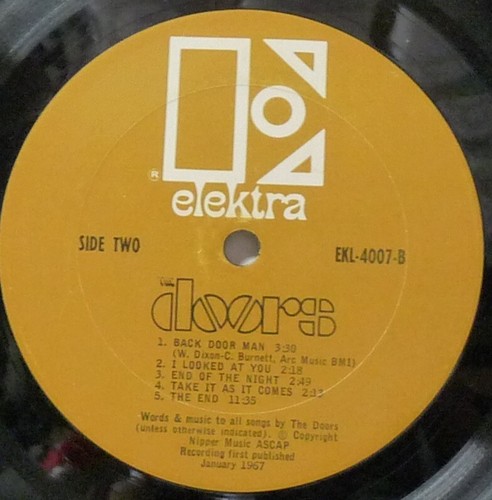 ®
elektra
SIDE TWO
EKL-4007-B
THE
doors
1. BACK DOOR MAN 3:30
(W. Dixon-C. Burnett, Arc Music BMI)
2. I LOOKED AT YOU 2:18
3. END OF THE NIGHT 2:49
4. TAKE IT AS IT COMES 2:13
5. THE END 11:35
Words & music to all songs by The Doors
(unless otherwise indicated). © Copyright
Nipper Music ASCAP
Recording first published
January 1967